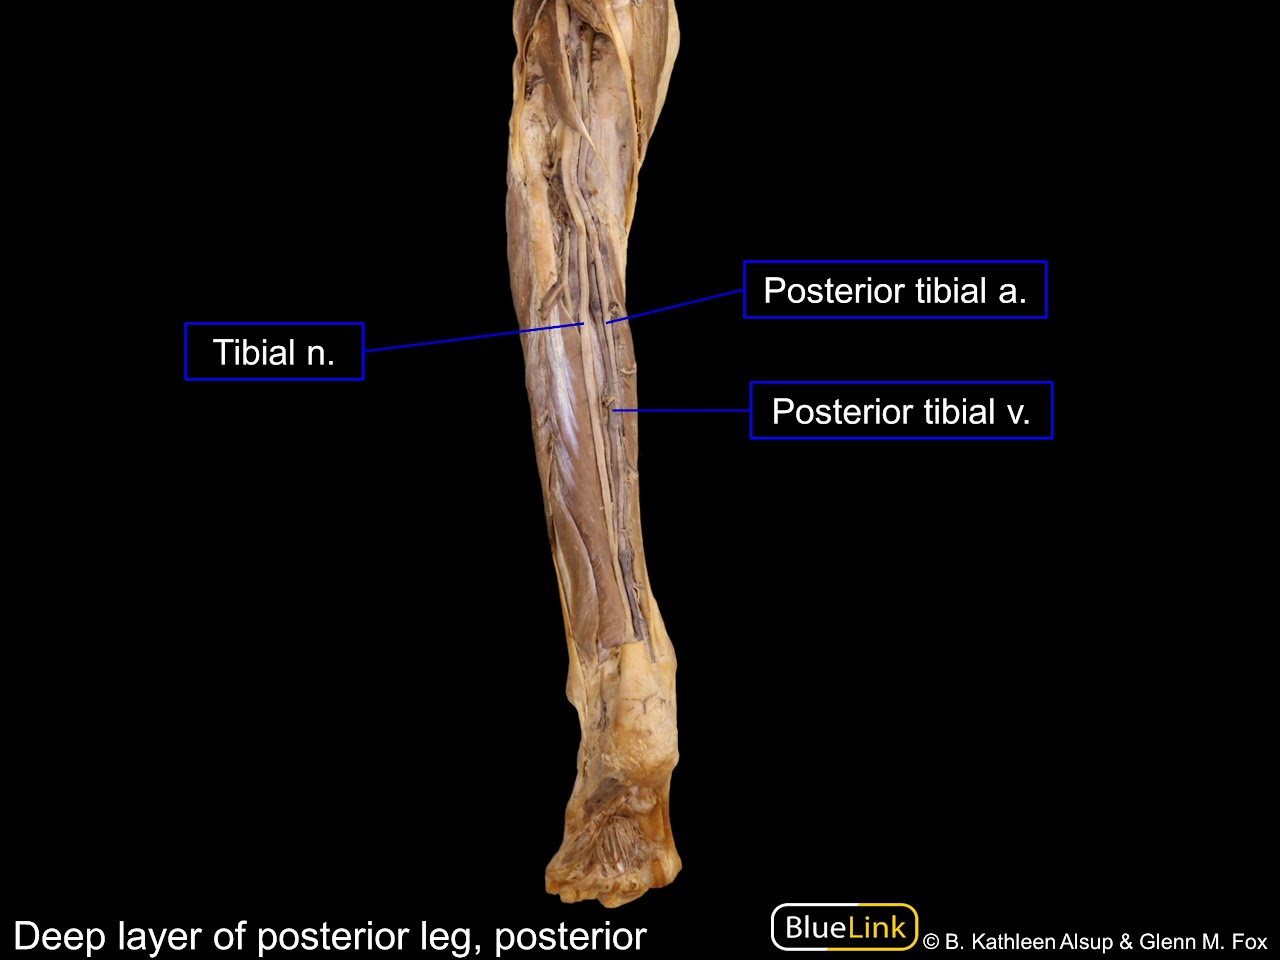 Posterior tibial a.
Tibial n.
Posterior tibial v.
Deep layer of posterior leg, posterior
BlueLink © B. Kathleen Alsup & Glenn M. Fox